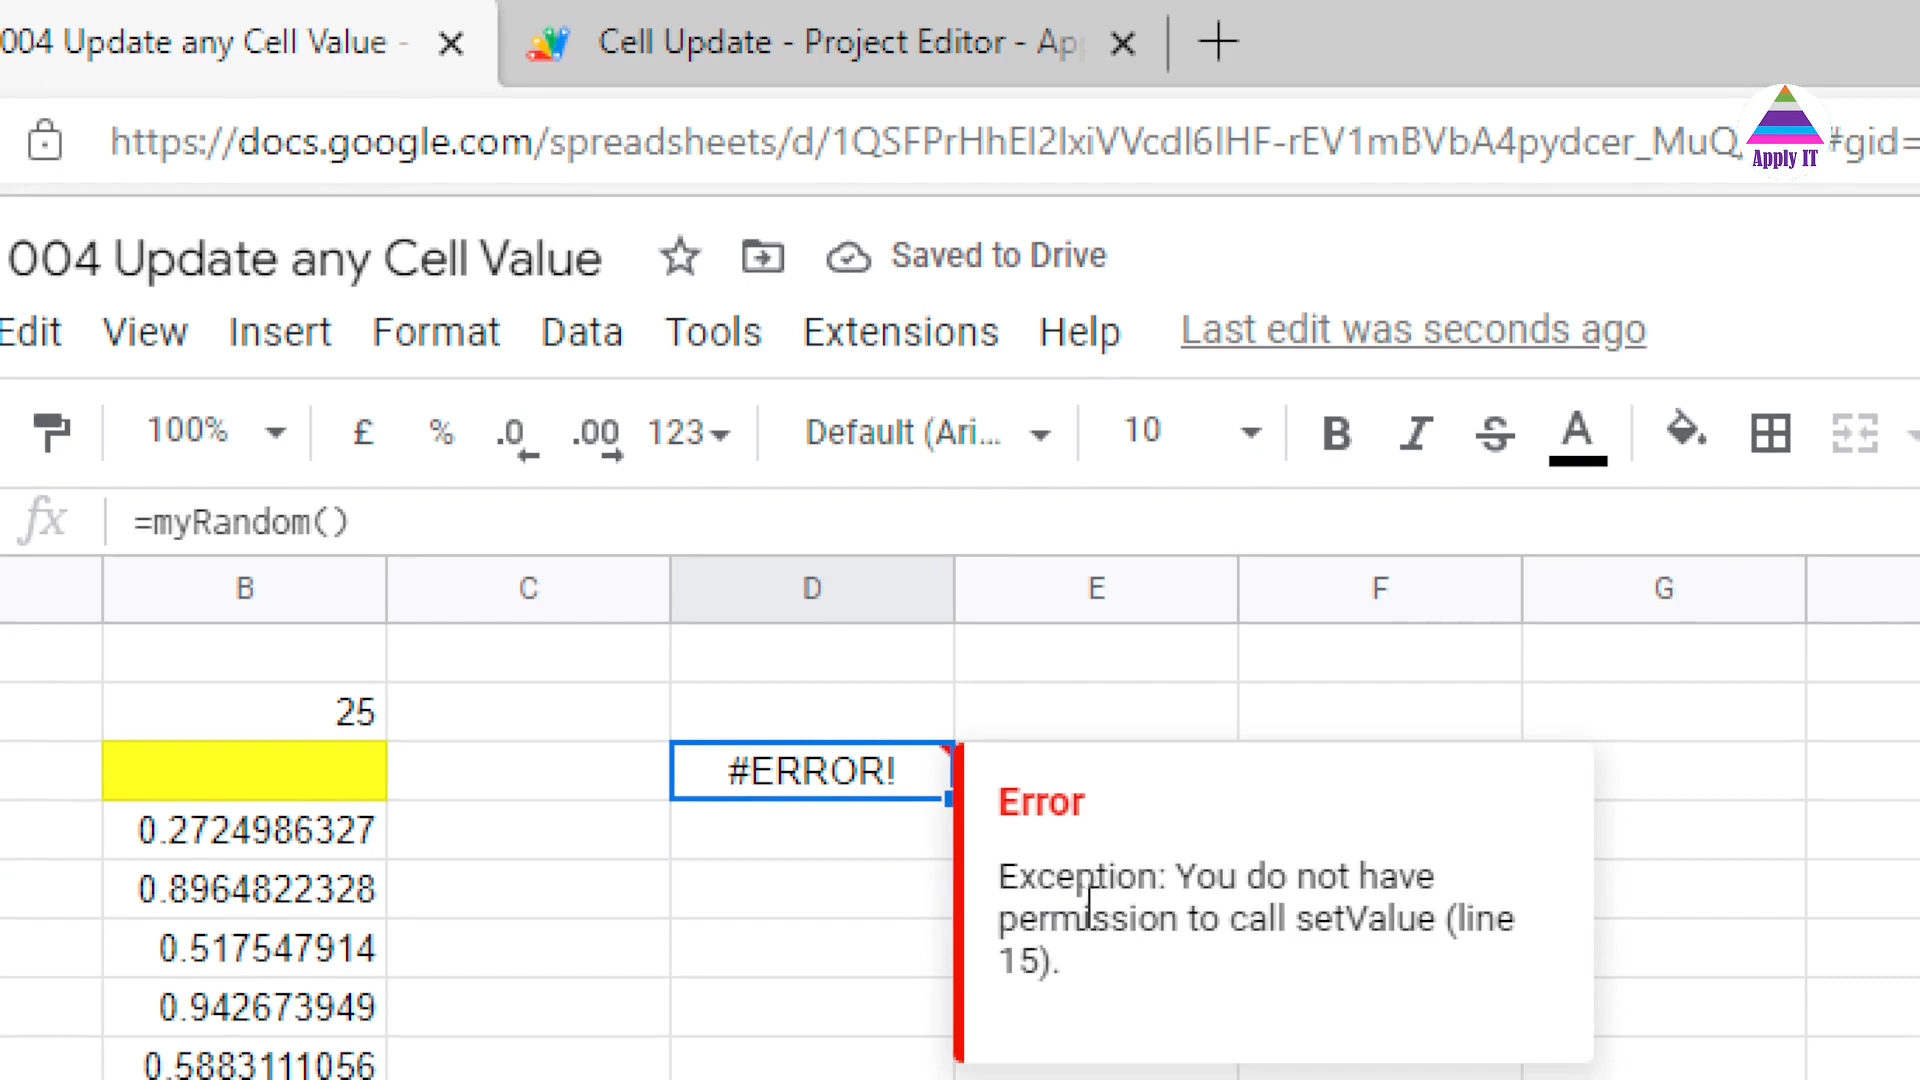 004 Update any Cell Value -
Cell Update - Project Editor - Ap
https://docs.google.com/spreadsheets/d/1QSFPrHhEl2lxiVVcdl6lHF-rEV1mBVbA4pydcer_MuQ
#gid=
Apply IT
004 Update any Cell Value
Saved to Drive
Edit View Insert Format Data Tools Extensions Help Last edit was seconds ago
100% £ % .0 .00 123 Default (Ari... 10 B I S A
fx =myRandom()
B C D E F G
25
#ERROR!
Error
0.2724986327
Exception: You do not have
0.8964822328
permission to call setValue (line
0.517547914
15).
0.942673949
0.5883111056